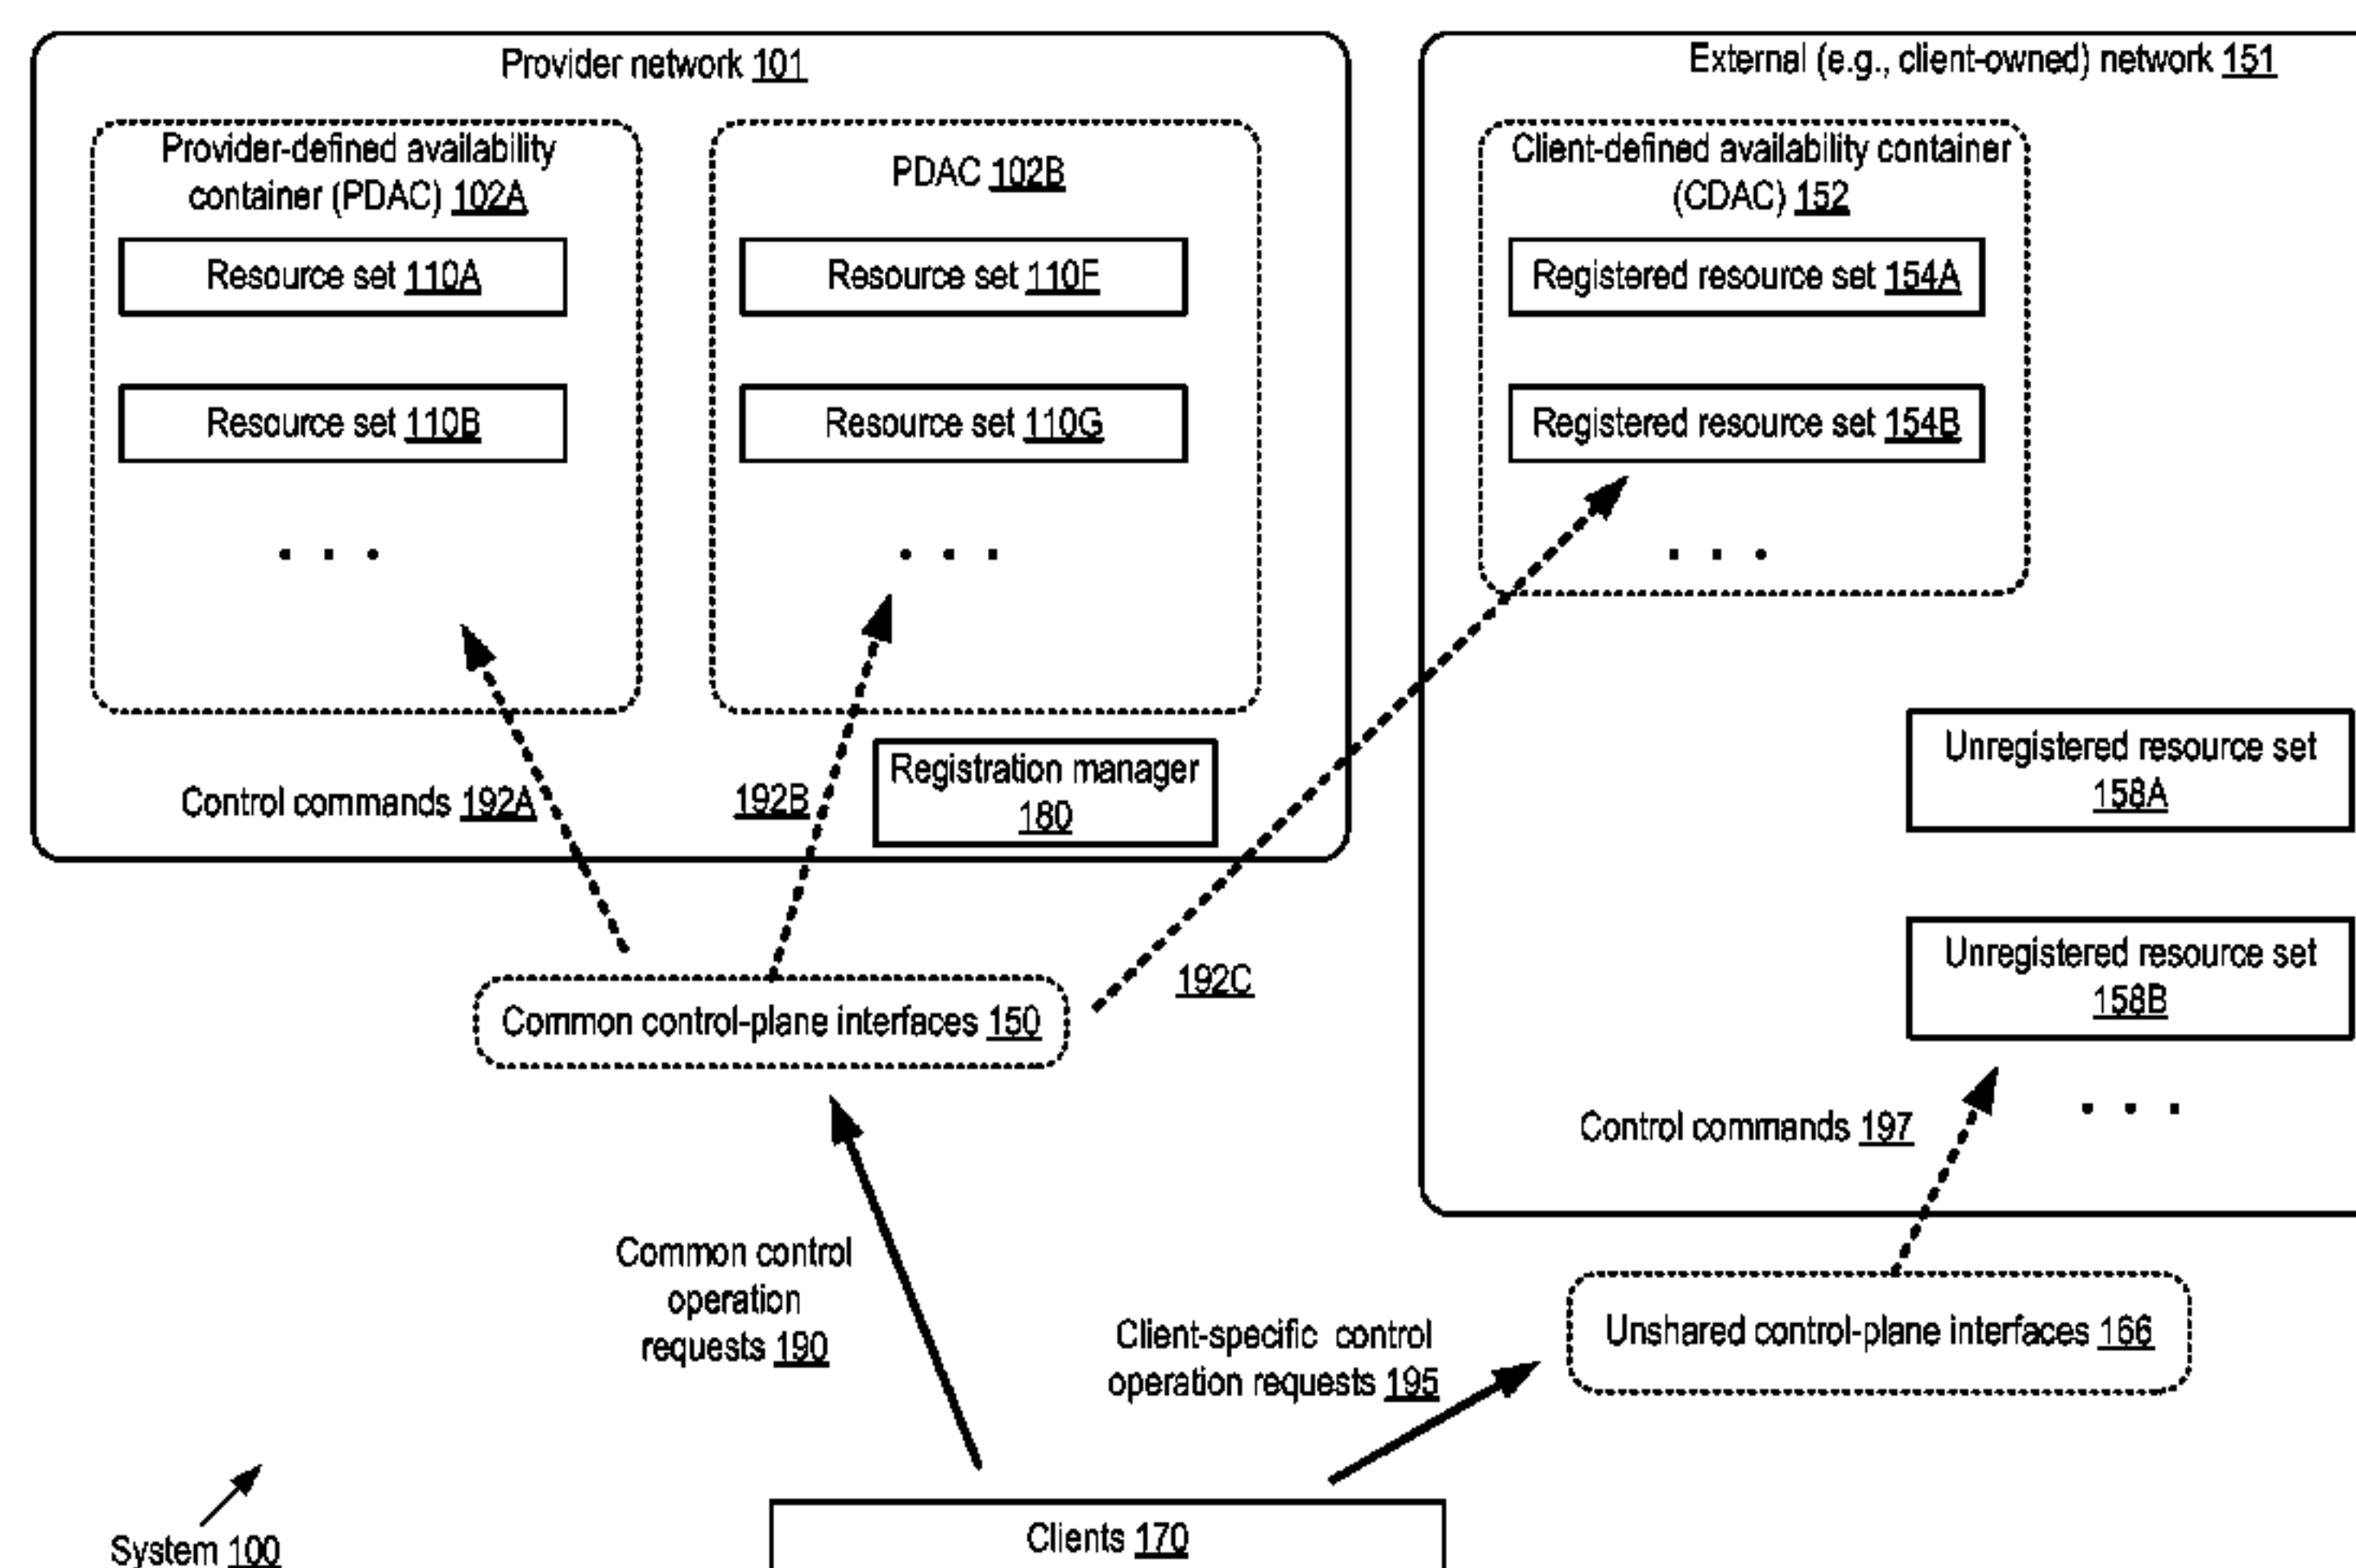 Provider network 101
External (e.g., client-owned) network 151
Provider-defined availability
container (PDAC) 102A
PDAC 102B
Client-defined availability container
(CDAC) 152
Resource set 110A
Resource set 110F
Registered resource set 154A
Resource set 110B
Resource set 110G
Registered resource set 154B
. . .
. . .
. . .
Unregistered resource set
158A
Registration manager
180
Control commands 192A
192B
Unregistered resource set
158B
192C
Common control-plane interfaces 150
. . .
Control commands 197
Common control
operation
requests 190
Client-specific control
operation requests 195
Unshared control-plane interfaces 166
System 100
Clients 170